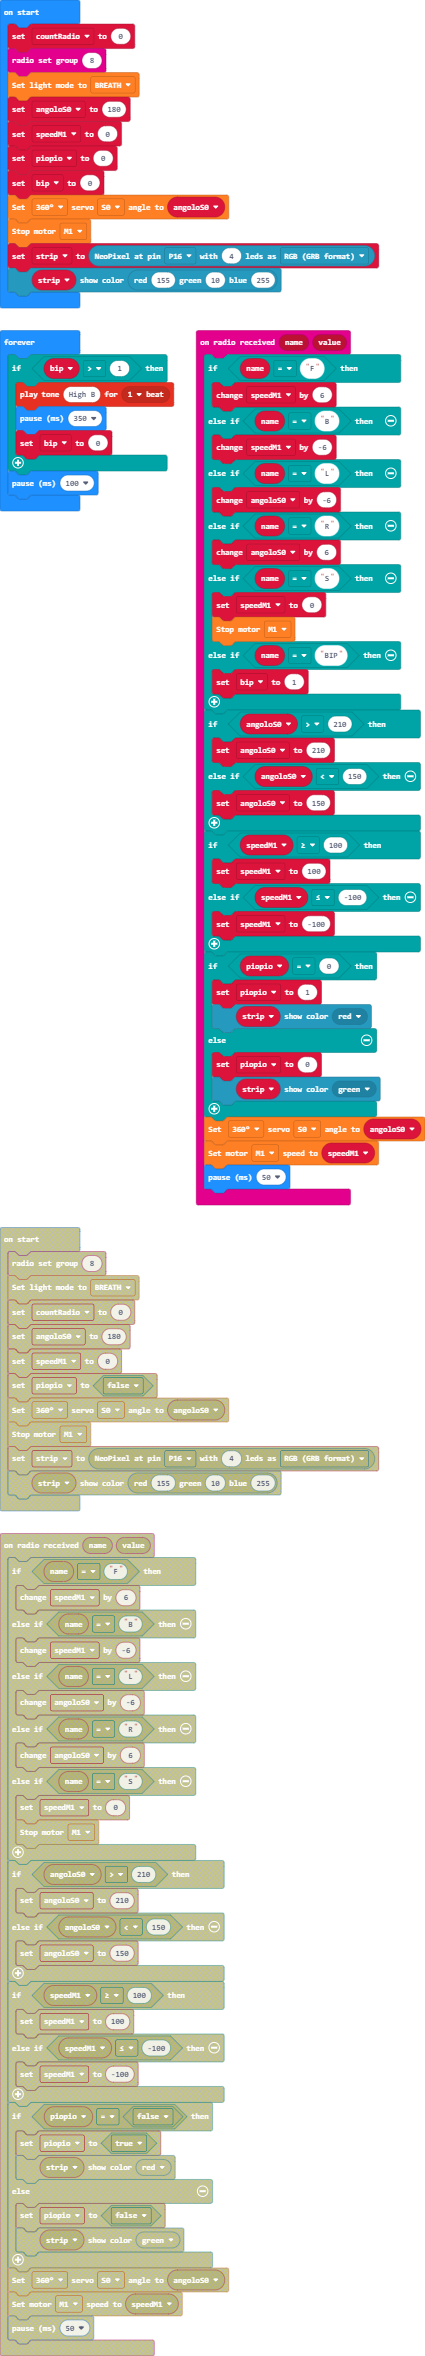 on start
set countRadio to 0
radio set group 8
Set light mode to BREATH
set angoloS0 to 180
set speedM1 to 0
set piopio to 0
set bip to 0
Set 360° servo S0 angle to angoloS0
Stop motor M1
set strip to NeoPixel at pin P16 with 4 leds as RGB (GRB format)
strip show color red 155 green 10 blue 255
forever
if bip > 1 then
play tone High B for 1 beat
pause (ms) 350
set bip to 0
pause (ms) 100
on radio received name value
if name = "F" then
change speedM1 by 6
else if name = "B" then
change speedM1 by -6
else if name = "L" then
change angoloS0 by -6
else if name = "R" then
change angoloS0 by 6
else if name = "S" then
set speedM1 to 0
Stop motor M1
else if name = "BIP" then
set bip to 1
if angoloS0 > 210 then
set angoloS0 to 210
else if angoloS0 < 150 then
set angoloS0 to 150
if speedM1 ≥ 100 then
set speedM1 to 100
else if speedM1 ≤ -100 then
set speedM1 to -100
if piopio = 0 then
set piopio to 1
strip show color red
else
set piopio to 0
strip show color green
Set 360° servo S0 angle to angoloS0
Set motor M1 speed to speedM1
pause (ms) 50
on start
radio set group 8
Set light mode to BREATH
set countRadio to 0
set angoloS0 to 180
set speedM1 to 0
set piopio to false
Set 360° servo S0 angle to angoloS0
Stop motor M1
set strip to NeoPixel at pin P16 with 4 leds as RGB (GRB format)
strip show color red 155 green 10 blue 255
on radio received name value
if name = "F" then
change speedM1 by 6
else if name = "B" then
change speedM1 by -6
else if name = "L" then
change angoloS0 by -6
else if name = "R" then
change angoloS0 by 6
else if name = "S" then
set speedM1 to 0
Stop motor M1
if angoloS0 > 210 then
set angoloS0 to 210
else if angoloS0 < 150 then
set angoloS0 to 150
if speedM1 ≥ 100 then
set speedM1 to 100
else if speedM1 ≤ -100 then
set speedM1 to -100
if piopio = false then
set piopio to true
strip show color red
else
set piopio to false
strip show color green
Set 360° servo S0 angle to angoloS0
Set motor M1 speed to speedM1
pause (ms) 50